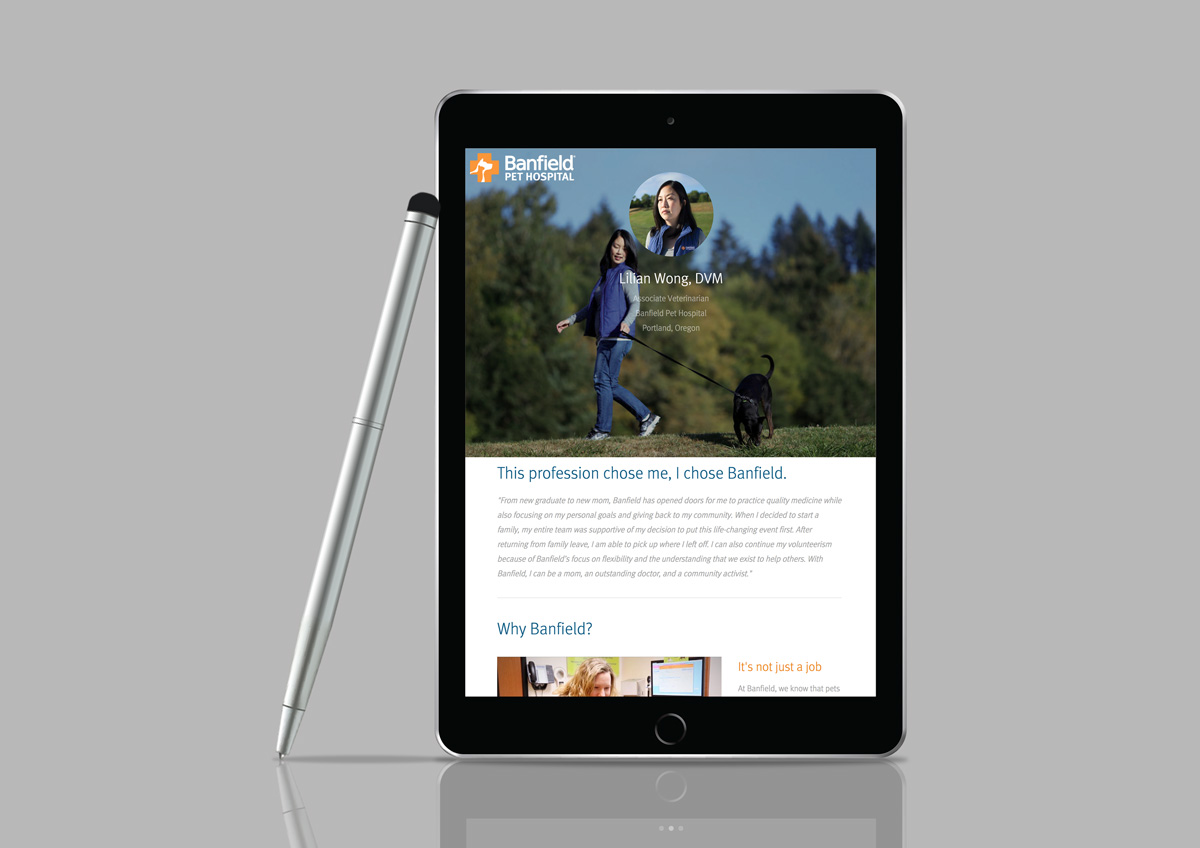 Banfield
PET HOSPITAL
Lilian Wong, DVM
Associate Veterinarian
Banfield Pet Hospital
Portland, Oregon
This profession chose me, I chose Banfield.
"From new graduate to new mom, Banfield has opened doors for me to practice quality medicine while
also focusing on my personal goals and giving back to my community. When I decided to start a
family, my entire team was supportive of my decision to put this life-changing event first. After
returning from family leave, I am able to pick up where I left off. I can also continue my volunteerism
because of Banfield's focus on flexibility and the understanding that we exist to help others. With
Banfield, I can be a mom, an outstanding doctor, and a community activist."
Why Banfield?
It's not just a job
At Banfield, we know that pets